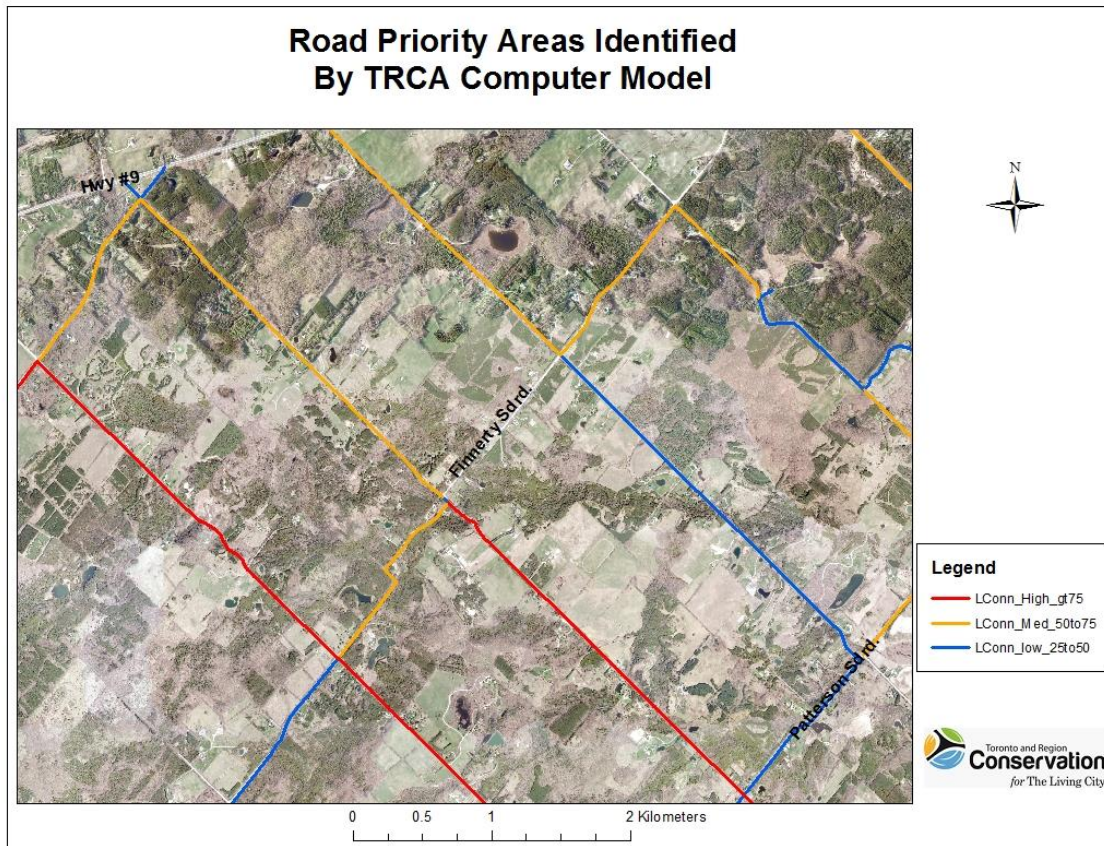 Road Priority Areas Identified
By TRCA Computer Model
Hwy #9
N
Finnerty Sdrd.
Patterson Sdrd.
Legend
LConn_High_gt75
LConn_Med_50to75
LConn_low_25to50
Toronto and Region
Conservation
for The Living City
0 0.5 1 2 Kilometers